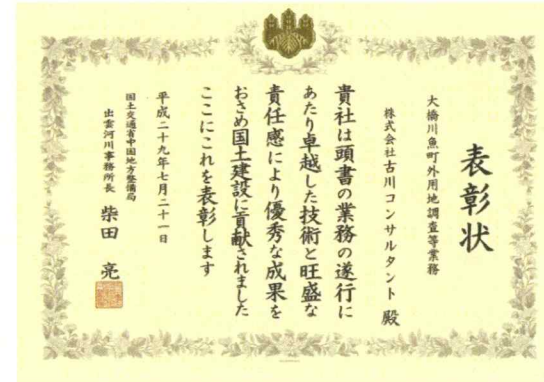 表彰状
大橋川魚町外用地調査等業務
株式会社古川コンサルタント 殿
貴社は頭書の業務の遂行に
あたり卓越した技術と旺盛な
責任感により優秀な成果を
おさめ国土建設に貢献されました
ここにこれを表彰します
平成二十九年七月二十一日
国土交通省中国地方整備局
出雲河川事務所長 柴田 亮